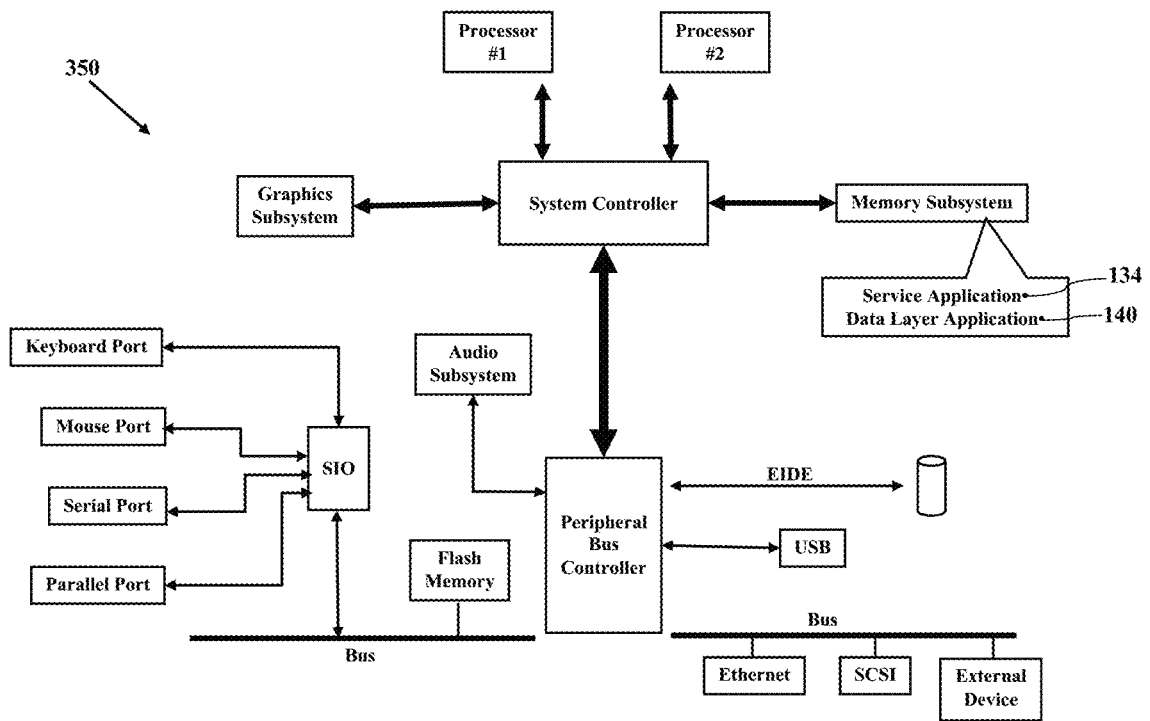 Processor
#1
Processor
#2
350
Graphics
Subsystem
System Controller
Memory Subsystem
Service Application
134
Data Layer Application
140
Keyboard Port
Audio
Subsystem
Mouse Port
SIO
Serial Port
EIDE
Peripheral
Bus
Controller
USB
Flash
Memory
Parallel Port
Bus
Bus
Ethernet
SCSI
External
Device